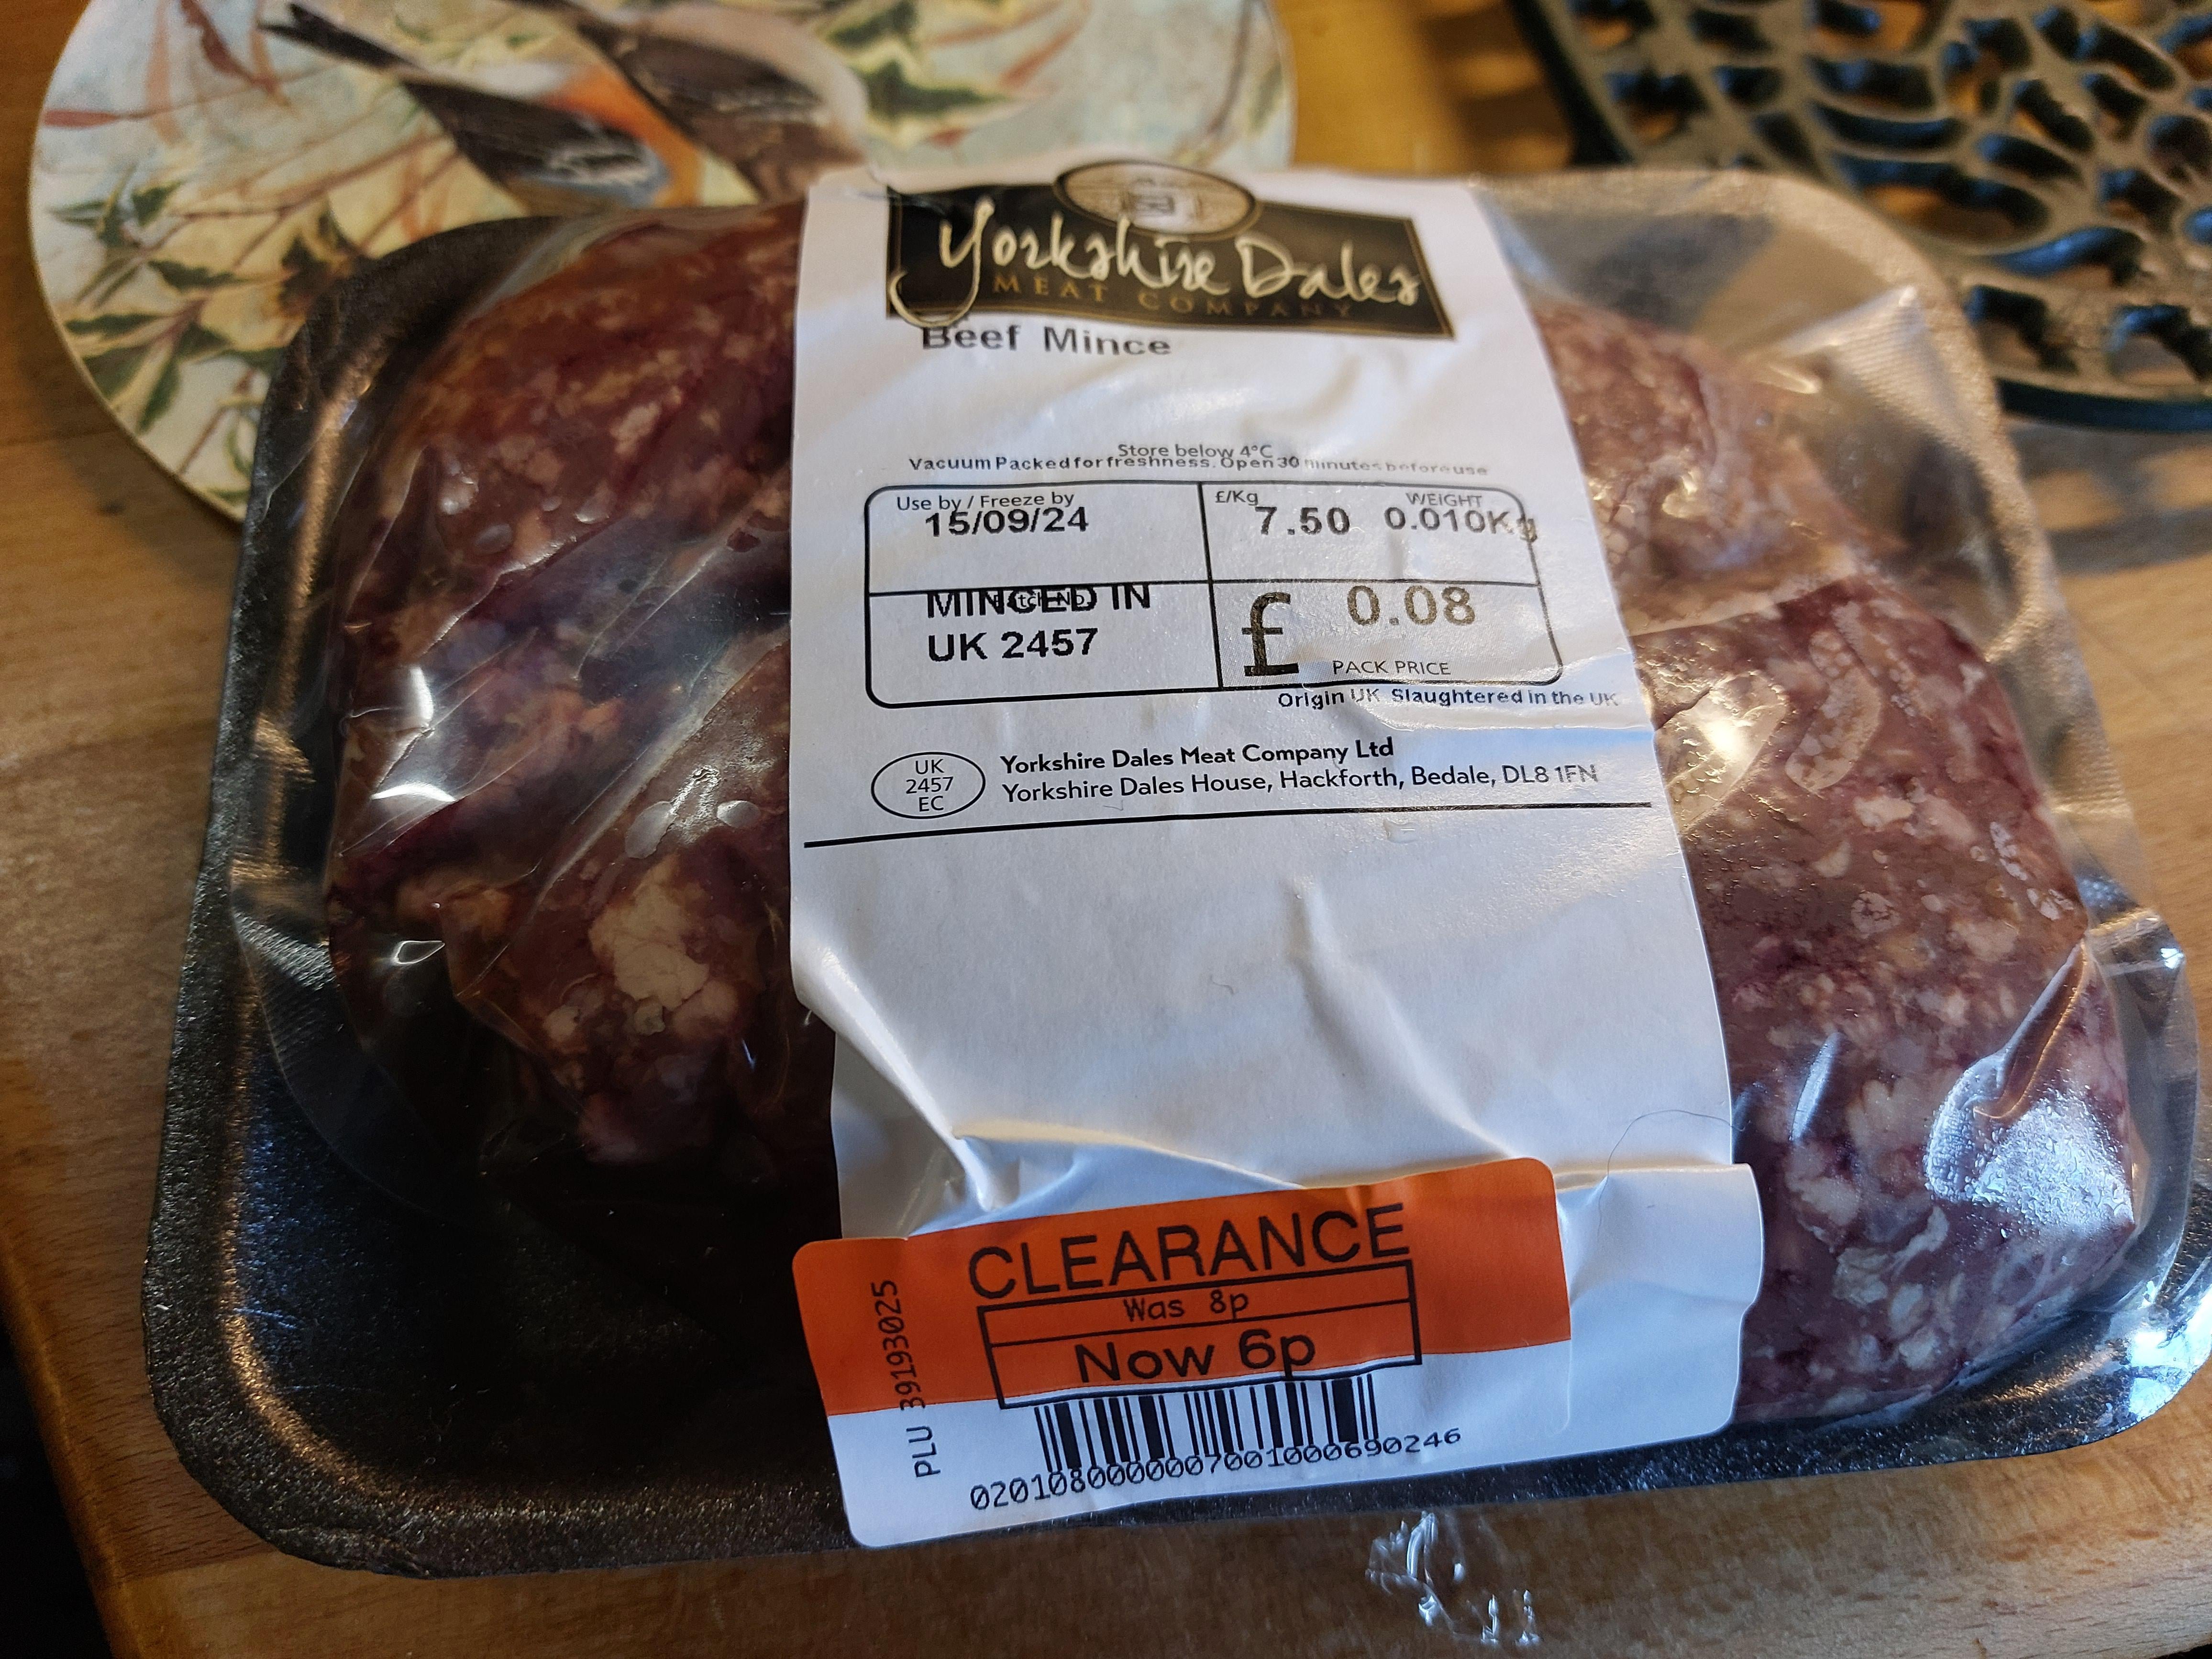 Yorkshire Dales
MEAT COMPANY
Beef Mince
Store below 4°C
Vacuum Packed for freshness. Open 30 minutes before use
Use by / Freeze by
15/09/24
£/Kg
7.50
WEIGHT
0.010Kg
MINCED IN
UK 2457
£ 0.08
PACK PRICE
Origin UK Slaughtered in the UK
UK
2457
EC
Yorkshire Dales Meat Company Ltd
Yorkshire Dales House, Hackforth, Bedale, DL8 1FN
CLEARANCE
Was 8p
Now 6p
PLU 39193025
0201080000007001000690246